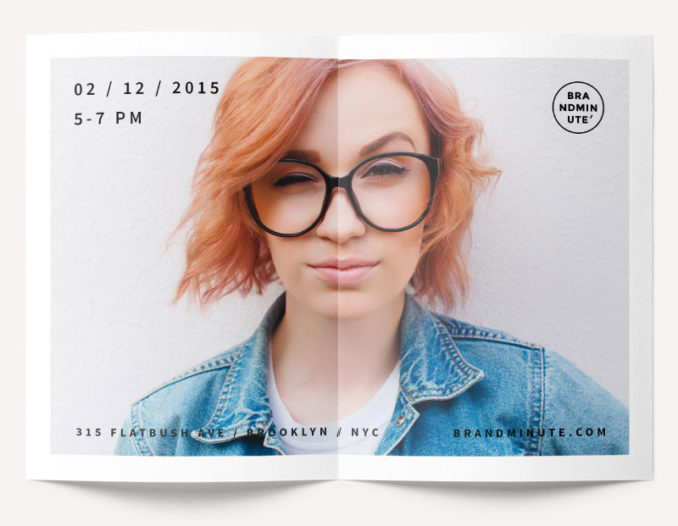 02 / 12 / 2015
5-7 PM
BRA
NDMIN
UTE'
315 FLATBUSH AVE / BROOKLYN / NYC
BRANDMINUTE.COM